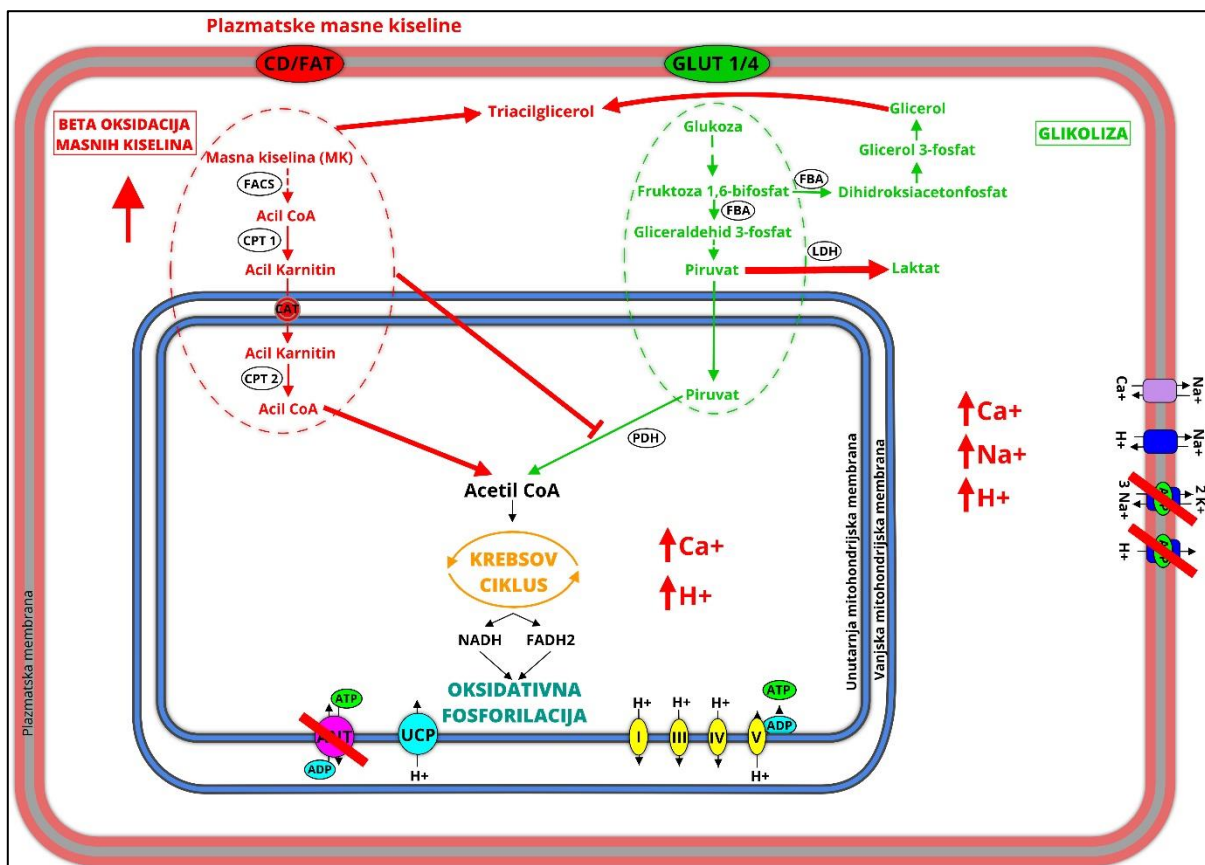 Plazmatske masne kiseline
CD/FAT
GLUT 1/4
BETA OKSIDACIJA
MASNIH KISELINA
Triacilglicerol
Glicerol
GLIKOLIZA
Glukoza
Glicerol 3-fosfat
Masna kiselina (MK)
FACS
Fruktoza 1,6-bifosfat
FBA
Dihidroksiacetonfosfat
Acil CoA
FBA
CPT 1
Gliceraldehid 3-fosfat
Acil Karnitin
Piruvat
LDH
Laktat
CAT
Acil Karnitin
CPT 2
Acil CoA
Piruvat
PDH
Acetil CoA
KREBSOV
CIKLUS
Ca+
H+
NADH
FADH2
OKSIDATIVNA
FOSFORILACIJA
ATP
ANT
ADP
UCP
H+
H+
H+
H+
I
III
IV
V
H+
ATP
ADP
Unutarnja mitohondrijska membrana
Vanjska mitohondrijska membrana
Ca+
Na+
H+
Ca+
Na+
H+
Na+
3 Na+
2 K+
H+
Plazmatska membrana